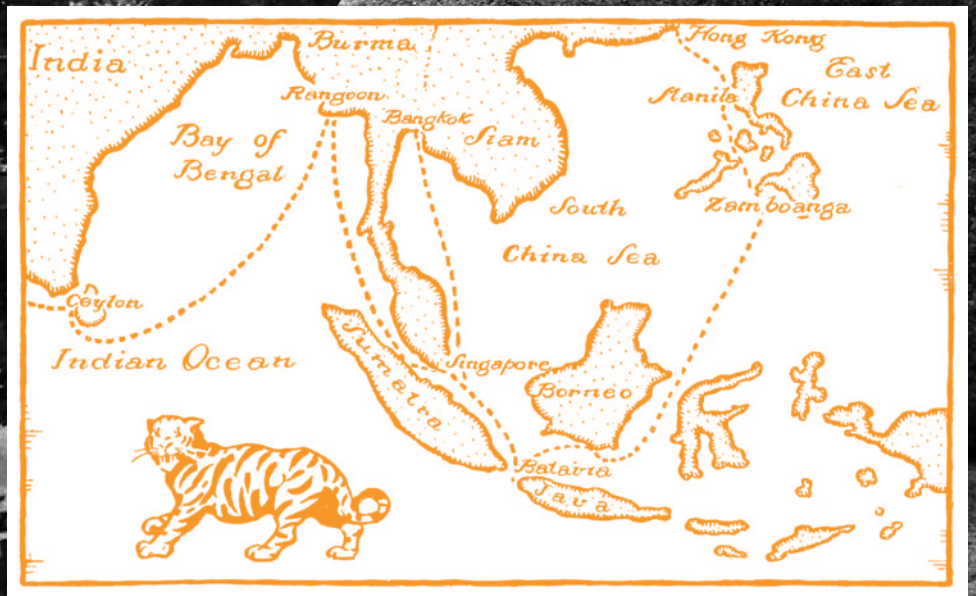 India
Burma
Hong Kong
East
China Sea
Rangoon
Manila
Bangkok
Siam
Bay of
Bengal
South
China Sea
Zamboanga
Ceylon
Indian Ocean
Singapore
Sumatra
Borneo
Batavia
Java